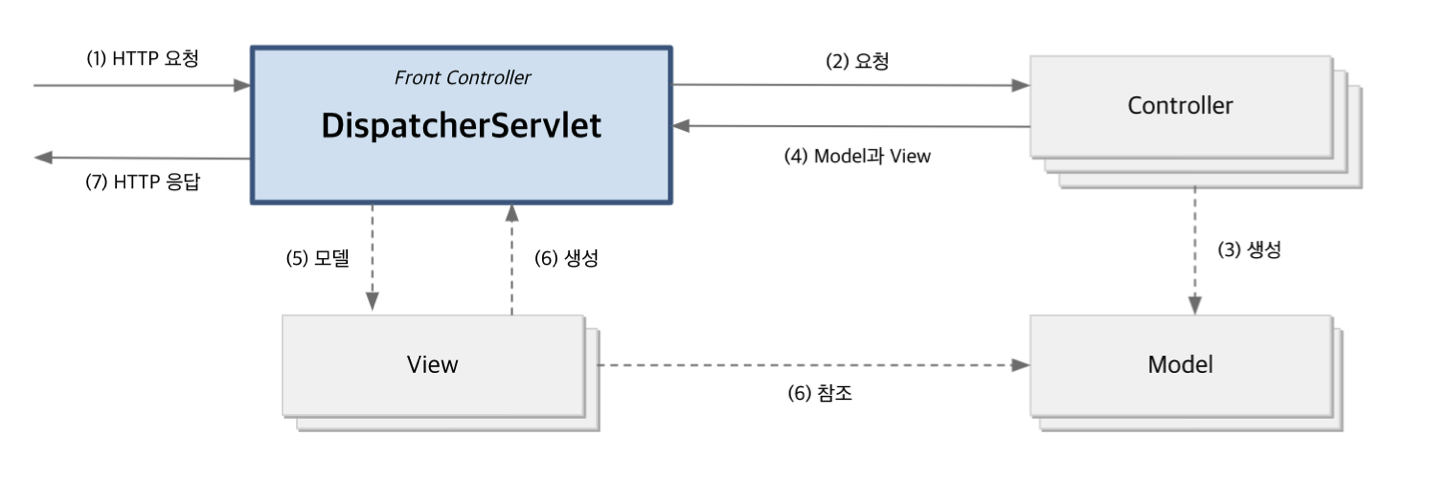 (1) HTTP 요청
Front Controller
(2) 요청
DispatcherServlet
Controller
(4) Model과 View
(7) HTTP 응답
(5) 모델
(6) 생성
(3) 생성
View
Model
(6) 참조